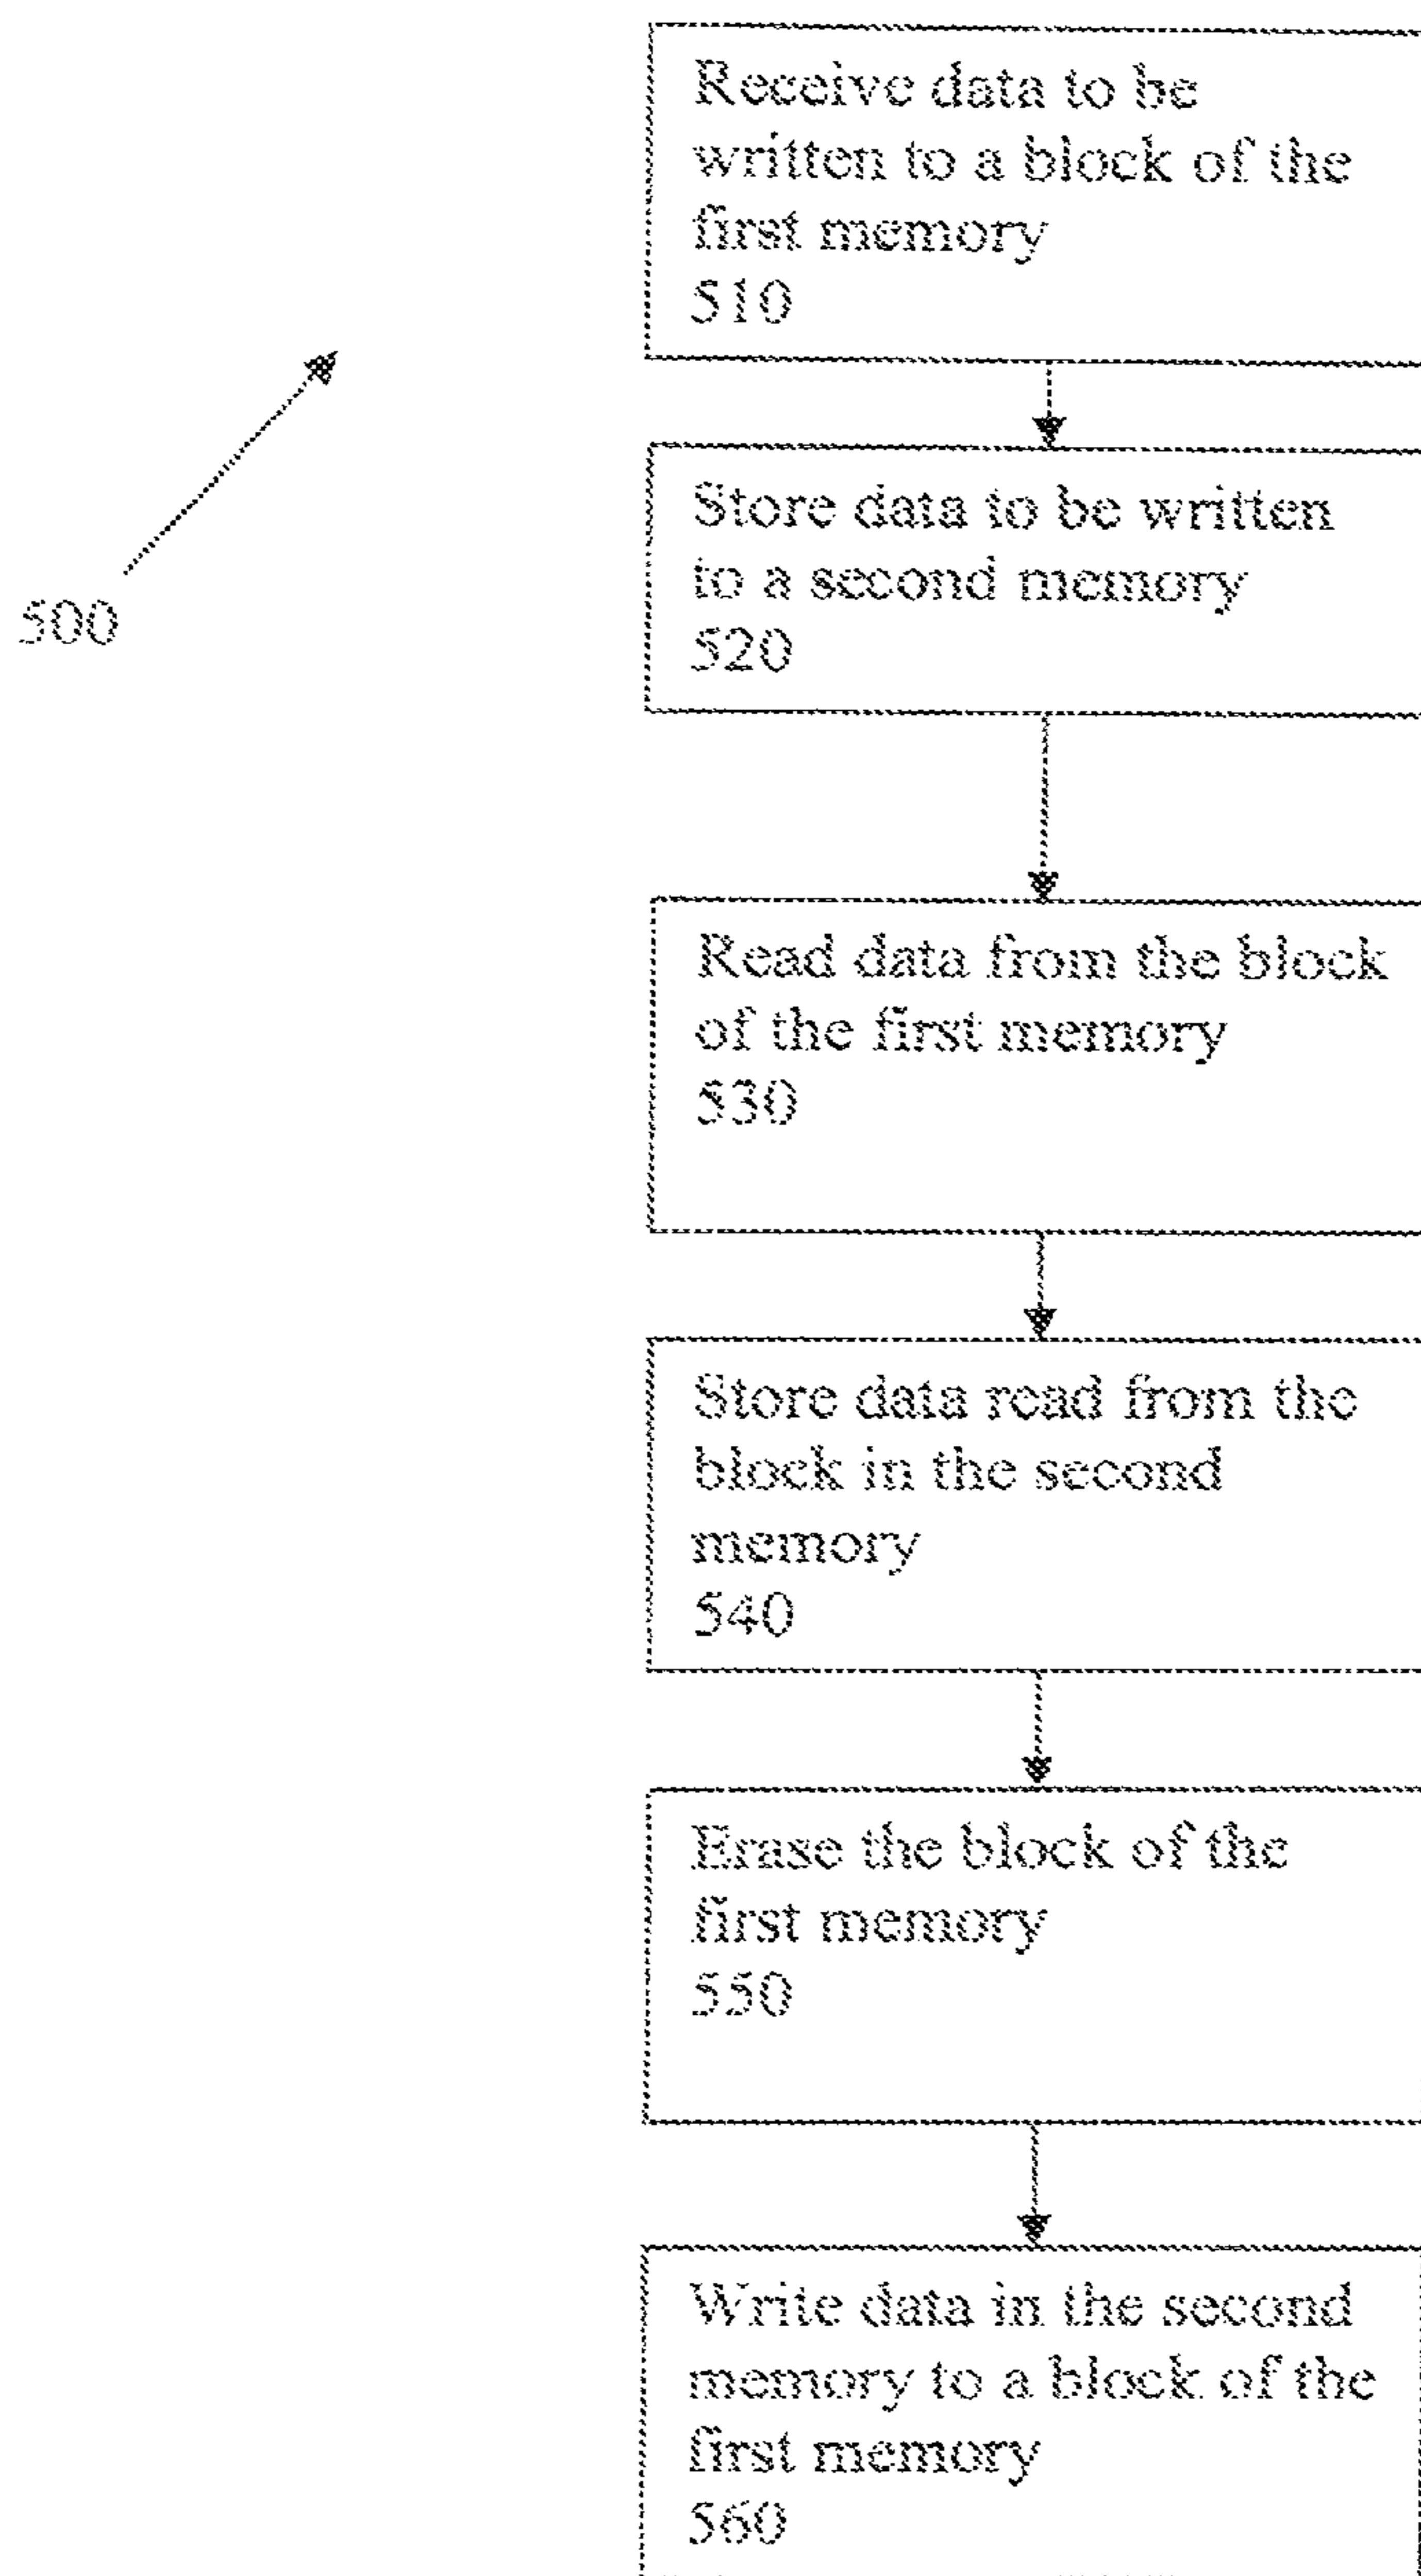 Receive data to be
written to a block of the
first memory
510
500
Store data to be written
to a second memory
520
Read data from the block
of the first memory
530
Store data read from the
block in the second
memory
540
Erase the block of the
first memory
550
Write data in the second
memory to a block of the
first memory
560